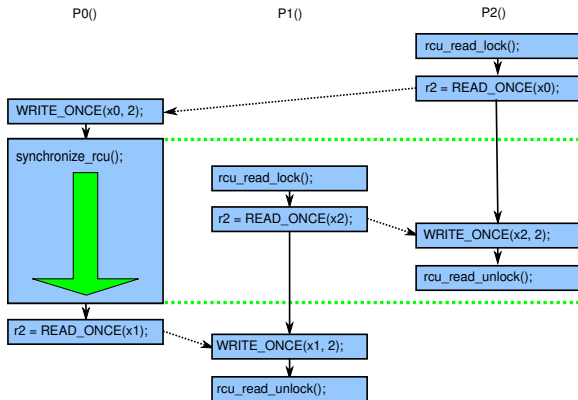 P0()
P1()
P2()
rcu_read_lock();
r2 = READ_ONCE(x0);
WRITE_ONCE(x0, 2);
synchronize_rcu();
rcu_read_lock();
r2 = READ_ONCE(x2);
WRITE_ONCE(x2, 2);
rcu_read_unlock();
r2 = READ_ONCE(x1);
WRITE_ONCE(x1, 2);
rcu_read_unlock();